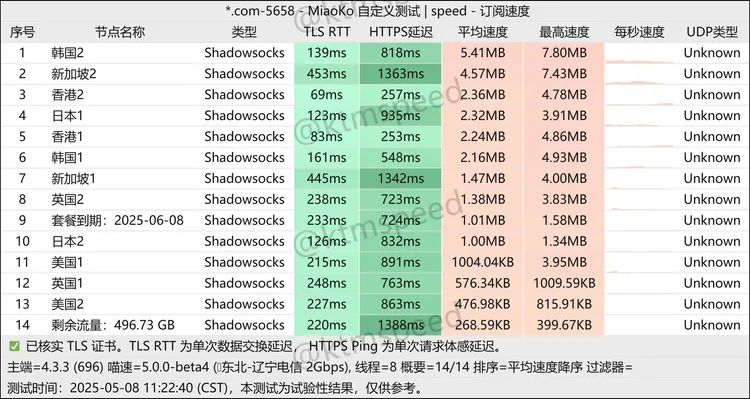 *.com-5658 - MiaoKo 自定义测试 | speed - 订阅速度
序号 节点名称 类型 TLS RTT HTTPS延迟 平均速度 最高速度 每秒速度 UDP类型
1 韩国2 Shadowsocks 139ms 818ms 5.41MB 7.80MB Unknown
2 新加坡2 Shadowsocks 453ms 1363ms 4.57MB 7.43MB Unknown
3 香港2 Shadowsocks 69ms 257ms 2.36MB 4.78MB Unknown
4 日本1 Shadowsocks 123ms 935ms 2.32MB 3.91MB Unknown
5 香港1 Shadowsocks 83ms 253ms 2.24MB 4.86MB Unknown
6 韩国1 Shadowsocks 161ms 548ms 2.16MB 4.93MB Unknown
7 新加坡1 Shadowsocks 445ms 1342ms 1.47MB 4.00MB Unknown
8 英国2 Shadowsocks 238ms 723ms 1.38MB 3.83MB Unknown
9 套餐到期：2025-06-08 Shadowsocks 233ms 724ms 1.01MB 1.58MB Unknown
10 日本2 Shadowsocks 126ms 832ms 1.00MB 1.34MB Unknown
11 美国1 Shadowsocks 215ms 891ms 1004.04KB 3.95MB Unknown
12 英国1 Shadowsocks 248ms 763ms 576.34KB 1009.59KB Unknown
13 美国2 Shadowsocks 227ms 863ms 476.98KB 815.91KB Unknown
14 剩余流量：496.73 GB Shadowsocks 220ms 1388ms 268.59KB 399.67KB Unknown
✅ 已核实 TLS 证书。TLS RTT 为单次数据交换延迟， HTTPS Ping 为单次请求体感延迟。
主端=4.3.3 (696) 喵速=5.0.0-beta4 (东北-辽宁电信 2Gbps), 线程=8 概要=14/14 排序=平均速度降序 过滤器=
测试时间：2025-05-08 11:22:40 (CST)，本测试为试验性结果，仅供参考。
@ktmspeed
@ktmspeed
@ktmspeed